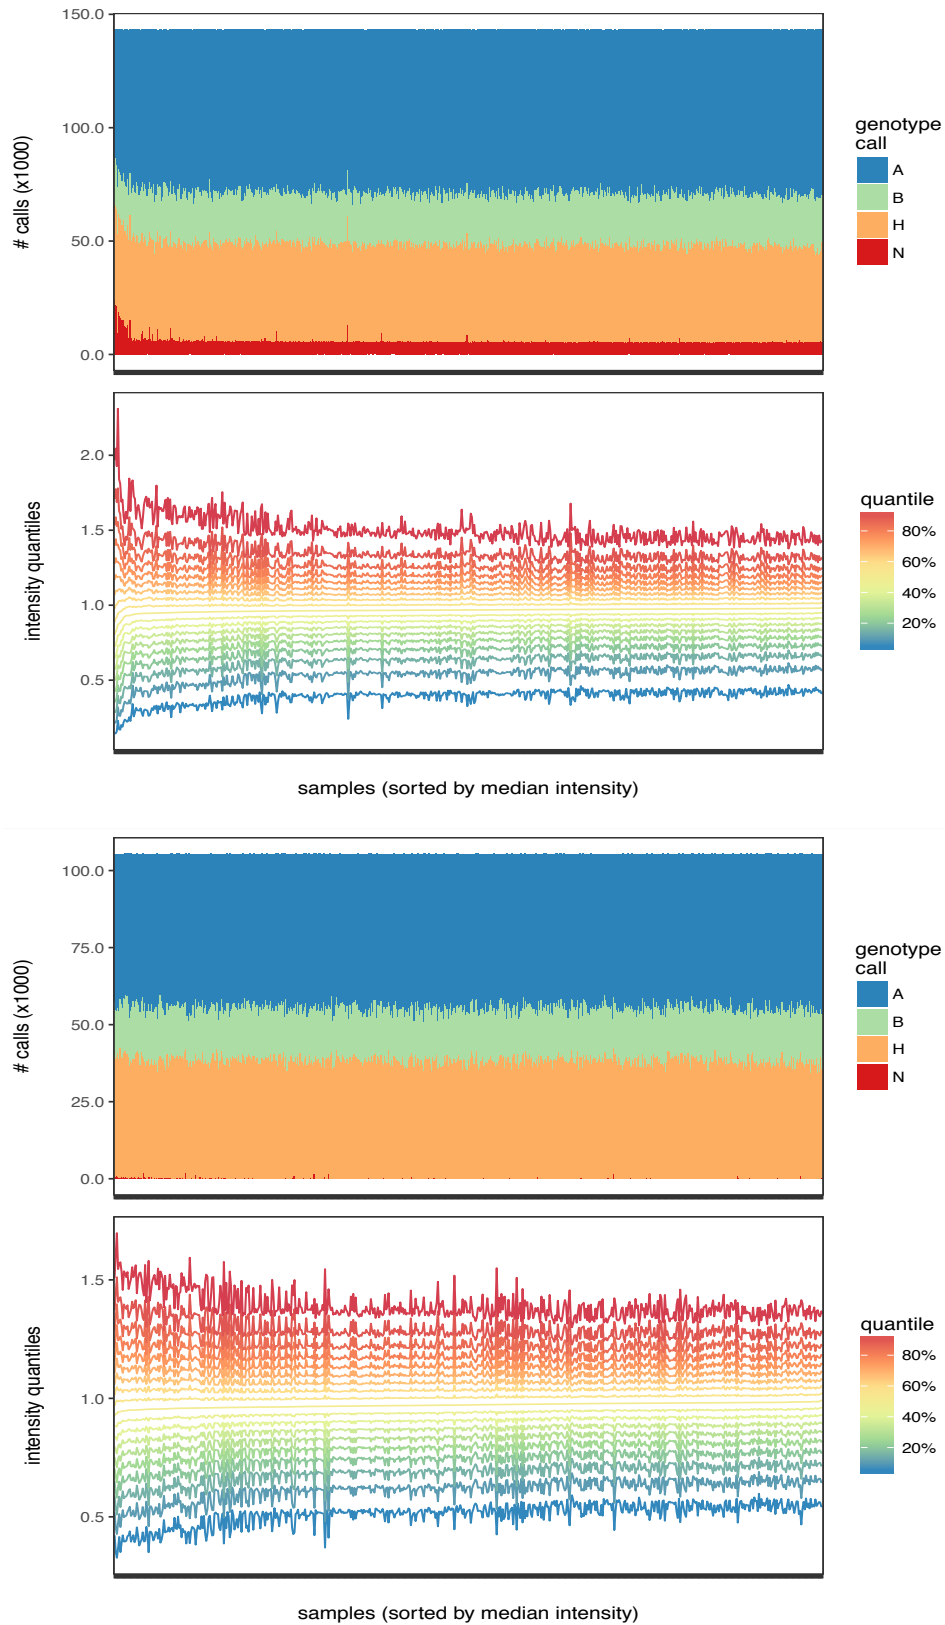 150.0
100.0
50.0
0.0
# calls (x1000)
genotype
call
A
B
H
N
2.0
1.5
1.0
0.5
intensity quantiles
quantile
80%
60%
40%
20%
samples (sorted by median intensity)
100.0
75.0
50.0
25.0
0.0
# calls (x1000)
genotype
call
A
B
H
N
1.5
1.0
0.5
intensity quantiles
quantile
80%
60%
40%
20%
samples (sorted by median intensity)